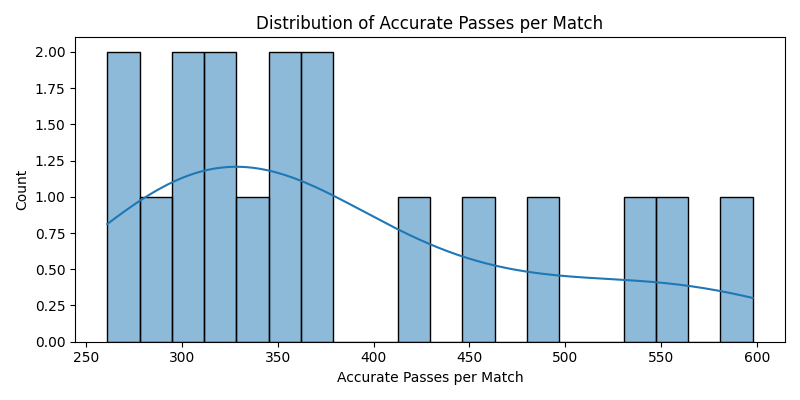 Distribution of Accurate Passes per Match
2.00
1.75
1.50
1.25
1.00
0.75
0.50
0.25
0.00
Count
250 300 350 400 450 500 550 600
Accurate Passes per Match